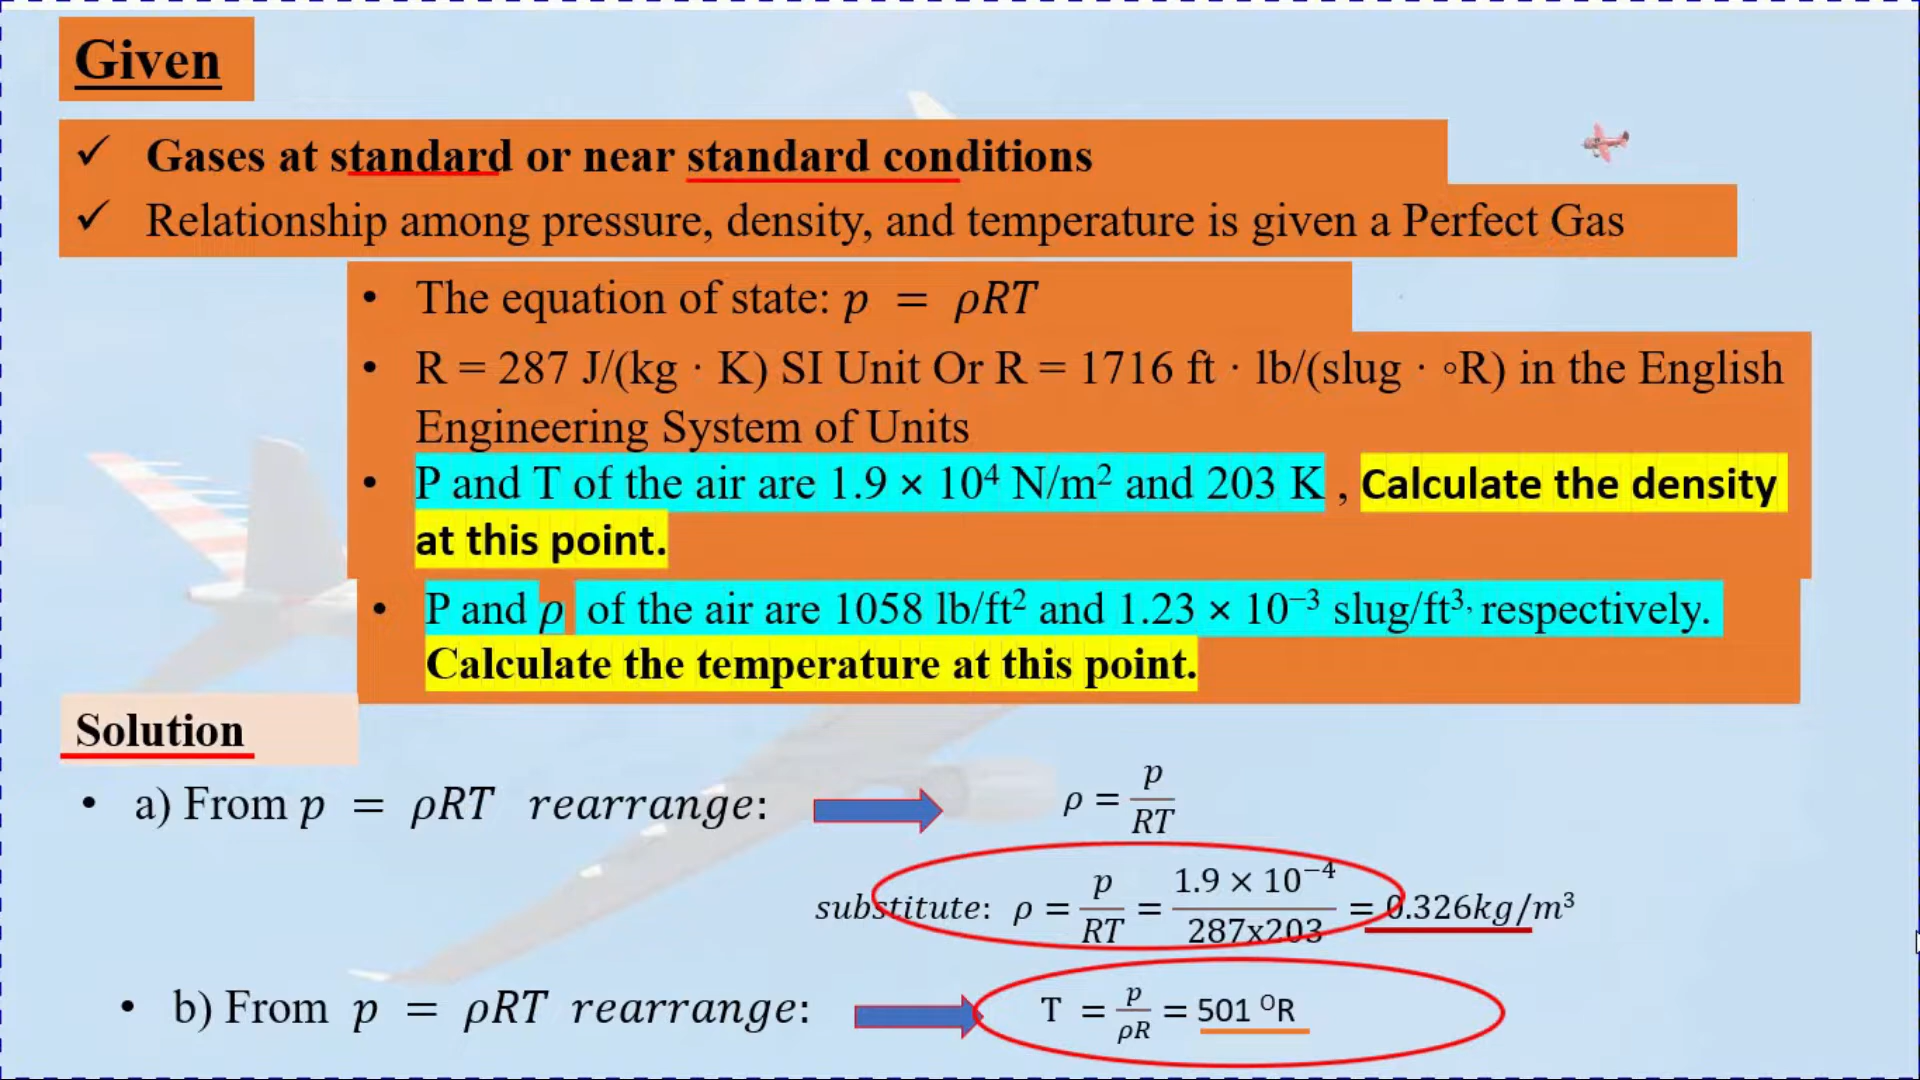 Given
✓ Gases at standard or near standard conditions
✓ Relationship among pressure, density, and temperature is given a Perfect Gas
• The equation of state: p = ρRT
• R = 287 J/(kg · K) SI Unit Or R = 1716 ft · lb/(slug · ∘R) in the English
Engineering System of Units
• P and T of the air are 1.9 × 10⁴ N/m² and 203 K , Calculate the density
at this point.
• P and ρ of the air are 1058 lb/ft² and 1.23 × 10⁻³ slug/ft³, respectively.
Calculate the temperature at this point.
Solution
• a) From p = ρRT rearrange: ρ = p/RT
substitute: ρ = p/RT = 1.9 × 10⁻⁴/287x203 = 0.326kg/m³
• b) From p = ρRT rearrange: T = p/ρR = 501 ᴼR